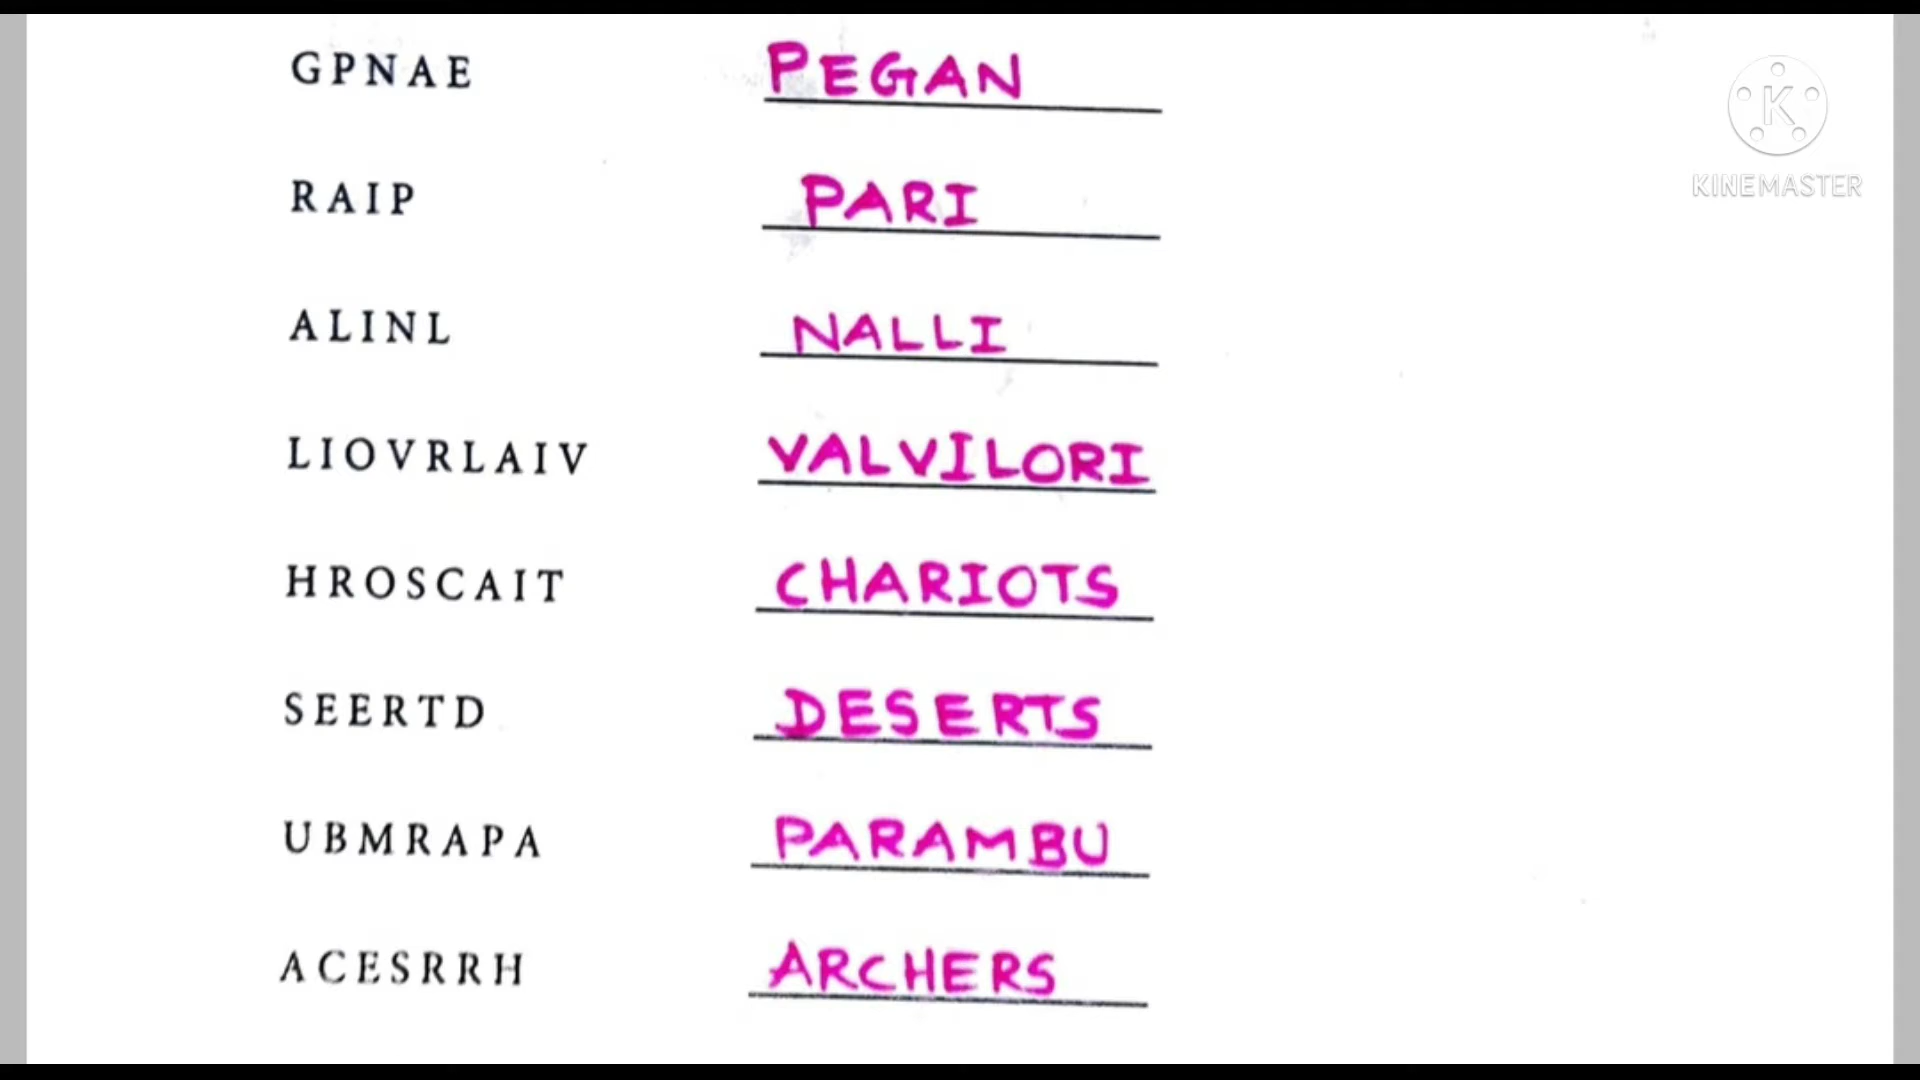 GPNAE PEGAN
RAIP PARI
ALINL NALLI
LIOVRLAIV VALVILORI
HROSCAIT CHARIOTS
SEERTD DESERTS
UBMRAPA PARAMBU
ACESRRH ARCHERS
K
KINEMASTER